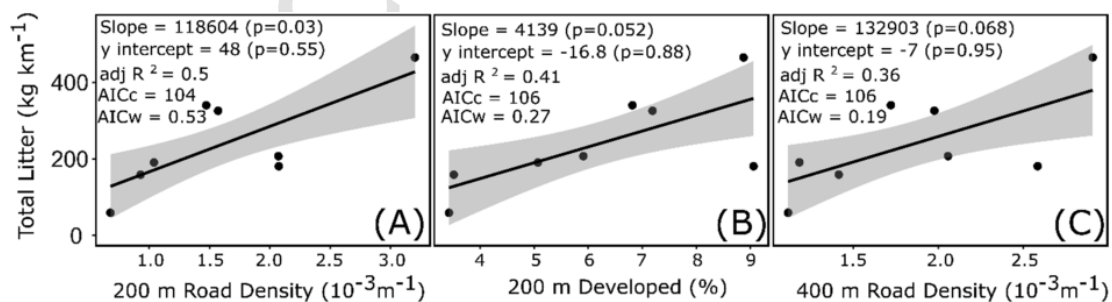 Slope = 118604 (p=0.03)
y intercept = 48 (p=0.55)
adj R ² = 0.5
AICc = 104
AICw = 0.53
(A)
Slope = 4139 (p=0.052)
y intercept = -16.8 (p=0.88)
adj R ² = 0.41
AICc = 106
AICw = 0.27
(B)
Slope = 132903 (p=0.068)
y intercept = -7 (p=0.95)
adj R ² = 0.36
AICc = 106
AICw = 0.19
(C)
Total Litter (kg km⁻¹)
400
200
0
1.0 1.5 2.0 2.5 3.0
200 m Road Density (10⁻³m⁻¹)
4 5 6 7 8 9
200 m Developed (%)
1.5 2.0 2.5
400 m Road Density (10⁻³m⁻¹)